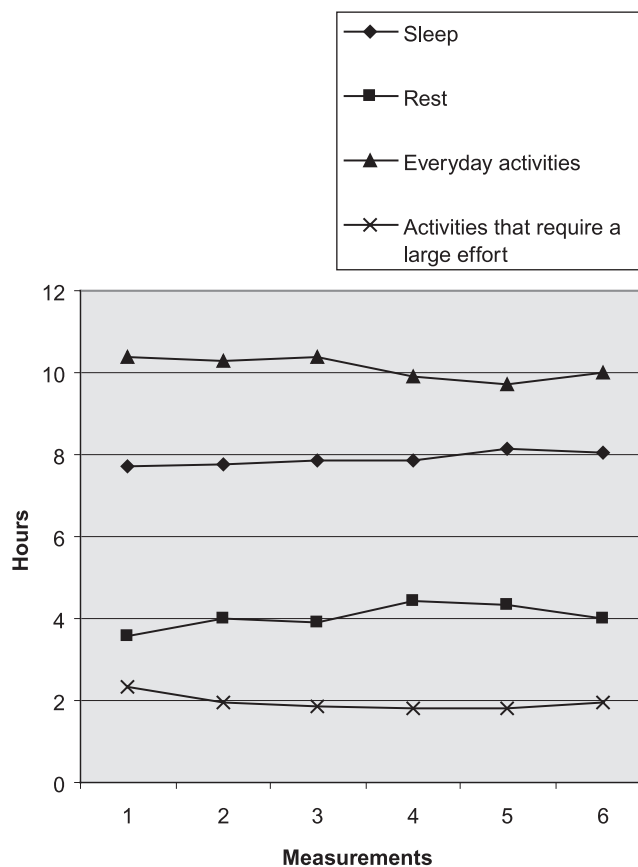 Sleep
Rest
Everyday activities
Activities that require a
large effort
12
10
8
6
4
2
0
Hours
1 2 3 4 5 6
Measurements